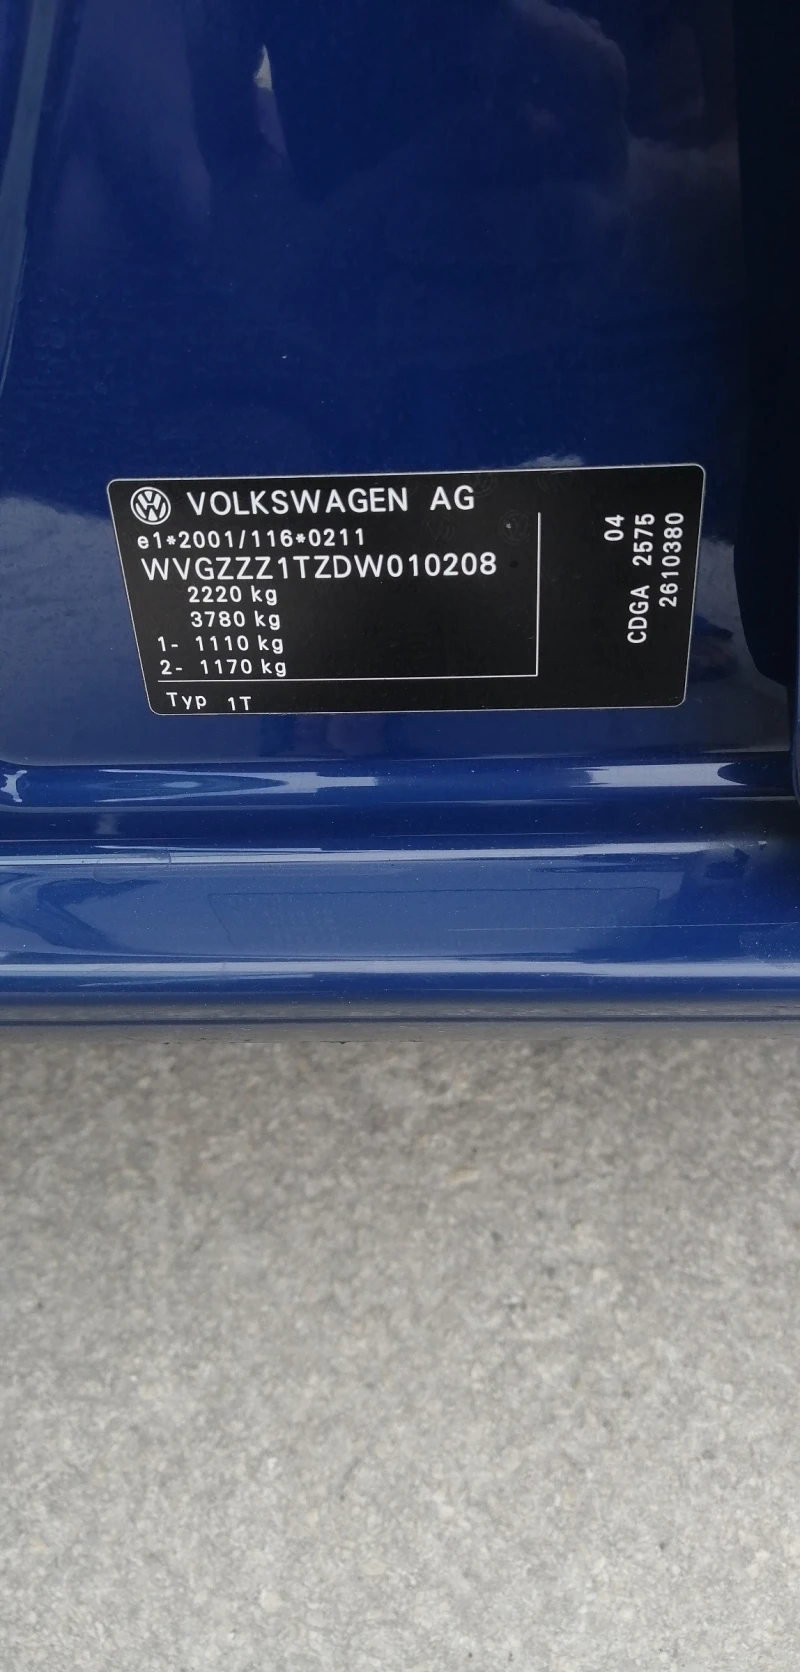 VOLKSWAGEN AG
e1*2001/116*0211
WVGZZZ1TZDW010208
2220 kg
3780 kg
1- 1110 kg
2- 1170 kg
Typ 1T
04
CDGA 2575
2610380